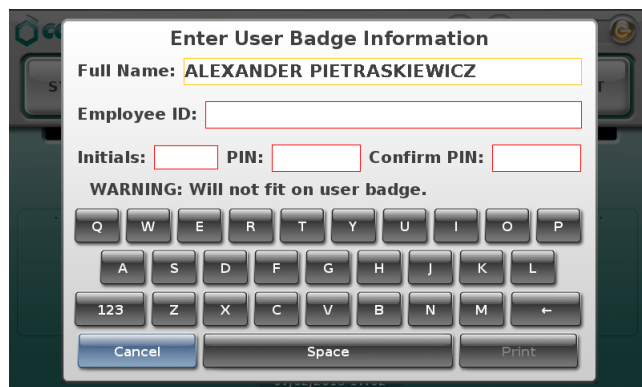 Enter User Badge Information
Full Name: ALEXANDER PIETRASKIEWICZ
Employee ID:
Initials: PIN: Confirm PIN:
WARNING: Will not fit on user badge.
Q W E R T Y U I O P
A S D F G H J K L
123 Z X C V B N M ←
Cancel Space Print